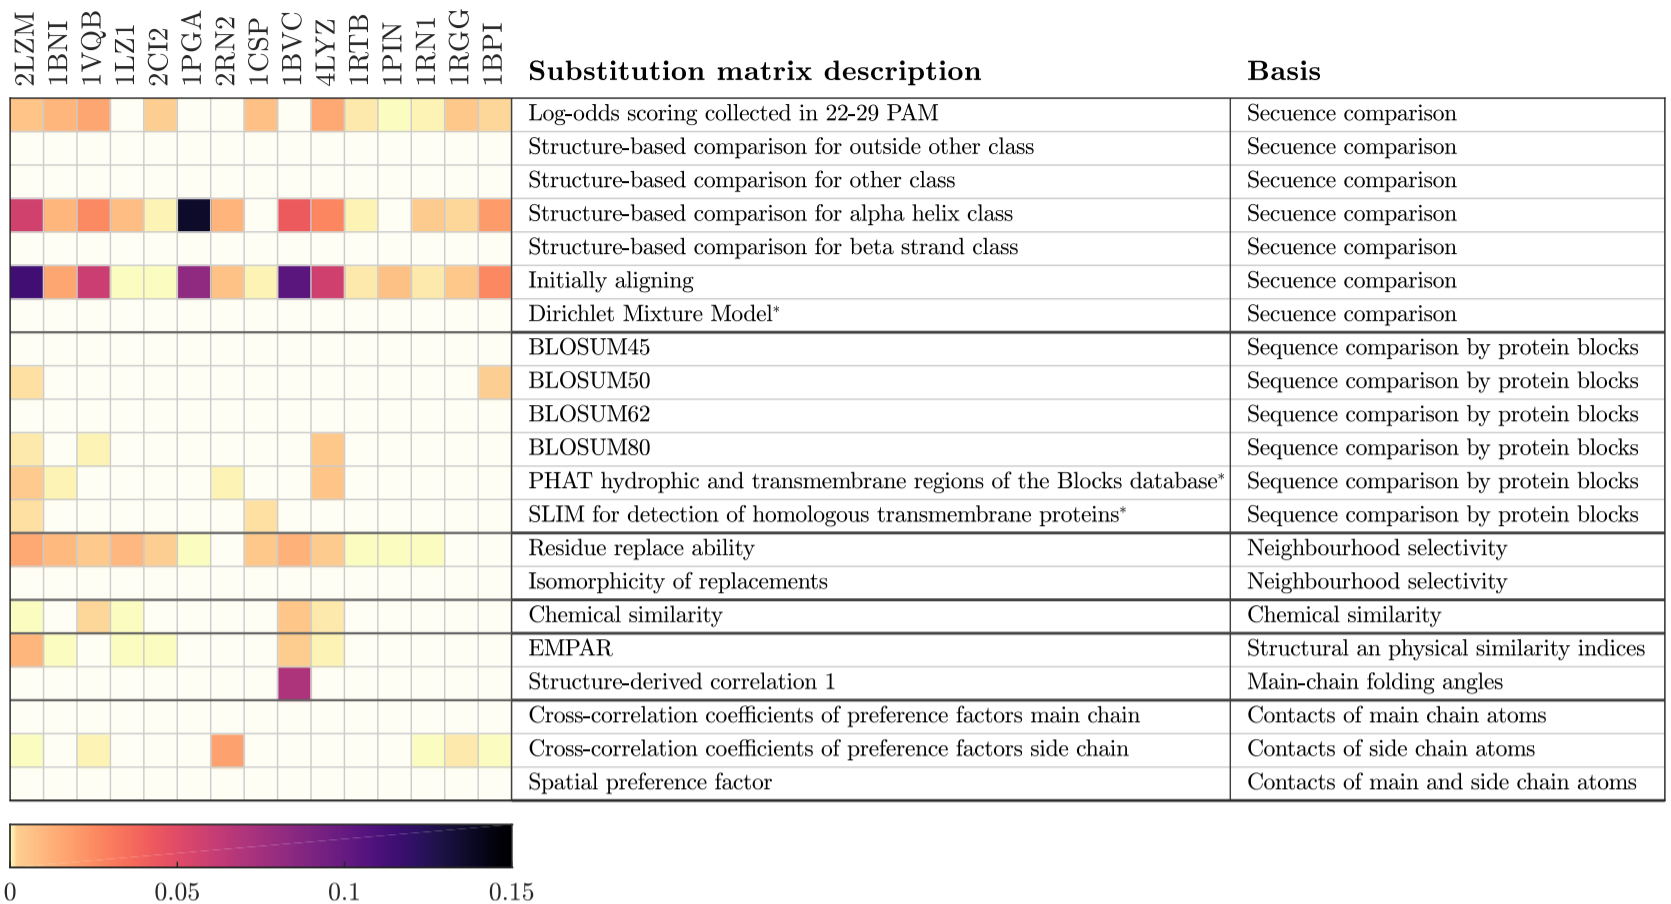 2LZM 1BNI 1VQB 1LZ1 2CI2 1PGA 2RN2 1CSP 1BVC 4LYZ 1RTB 1PIN 1RN1 1RGG 1BPI
Substitution matrix description Basis
Log-odds scoring collected in 22-29 PAM Secuence comparison
Structure-based comparison for outside other class Secuence comparison
Structure-based comparison for other class Secuence comparison
Structure-based comparison for alpha helix class Secuence comparison
Structure-based comparison for beta strand class Secuence comparison
Initially aligning Secuence comparison
Dirichlet Mixture Model* Secuence comparison
BLOSUM45 Sequence comparison by protein blocks
BLOSUM50 Sequence comparison by protein blocks
BLOSUM62 Sequence comparison by protein blocks
BLOSUM80 Sequence comparison by protein blocks
PHAT hydrophic and transmembrane regions of the Blocks database* Sequence comparison by protein blocks
SLIM for detection of homologous transmembrane proteins* Sequence comparison by protein blocks
Residue replace ability Neighbourhood selectivity
Isomorphicity of replacements Neighbourhood selectivity
Chemical similarity Chemical similarity
EMPAR Structural an physical similarity indices
Structure-derived correlation 1 Main-chain folding angles
Cross-correlation coefficients of preference factors main chain Contacts of main chain atoms
Cross-correlation coefficients of preference factors side chain Contacts of side chain atoms
Spatial preference factor Contacts of main and side chain atoms
0 0.05 0.1 0.15